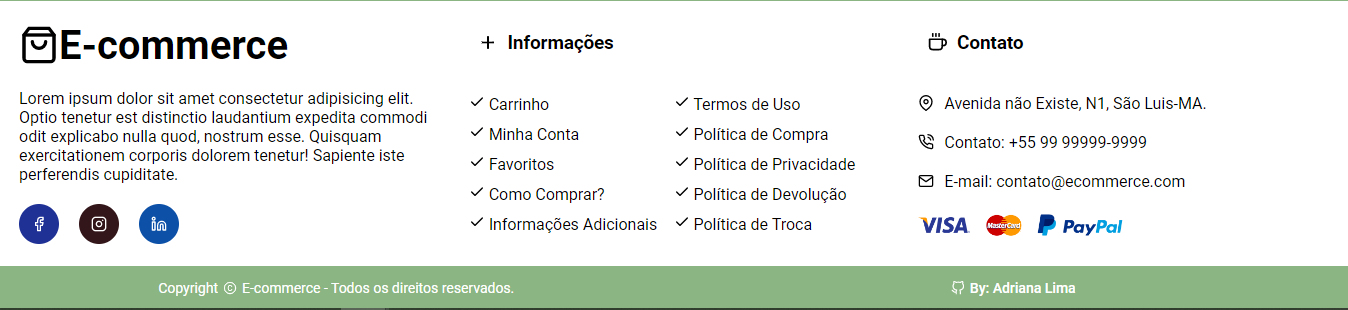 E-commerce
Lorem ipsum dolor sit amet consectetur adipisicing elit.
Optio tenetur est distinctio laudantium expedita commodi
odit explicabo nulla quod, nostrum esse. Quisquam
exercitationem corporis dolorem tenetur! Sapiente iste
perferendis cupiditate.
Informações
Carrinho
Minha Conta
Favoritos
Como Comprar?
Informações Adicionais
Termos de Uso
Política de Compra
Política de Privacidade
Política de Devolução
Política de Troca
Contato
Avenida não Existe, N1, São Luis-MA.
Contato: +55 99 99999-9999
E-mail: contato@ecommerce.com
VISA MasterCard PayPal
Copyright © E-commerce - Todos os direitos reservados.
By: Adriana Lima